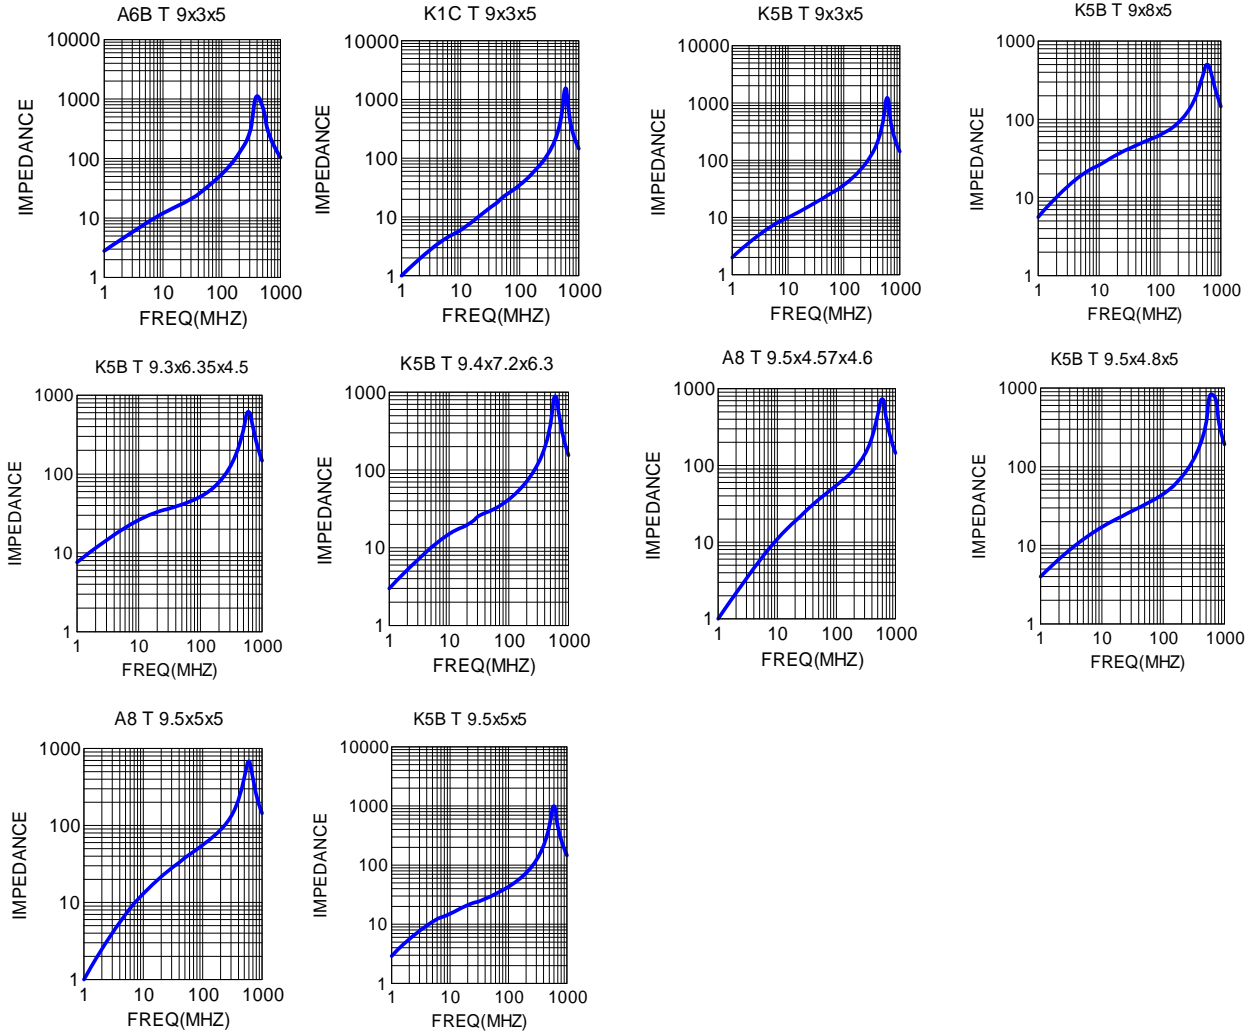 A6B T 9x3x5
10000
1000
100
10
1
IMPEDANCE
1 10 100 1000
FREQ(MHZ)
K1C T 9x3x5
10000
1000
100
10
1
IMPEDANCE
1 10 100 1000
FREQ(MHZ)
K5B T 9x3x5
10000
1000
100
10
1
IMPEDANCE
1 10 100 1000
FREQ(MHZ)
K5B T 9x8x5
1000
100
10
1
IMPEDANCE
1 10 100 1000
FREQ(MHZ)
K5B T 9.3x6.35x4.5
1000
100
10
1
IMPEDANCE
1 10 100 1000
FREQ(MHZ)
K5B T 9.4x7.2x6.3
1000
100
10
1
IMPEDANCE
1 10 100 1000
FREQ(MHZ)
A8 T 9.5x4.57x4.6
1000
100
10
1
IMPEDANCE
1 10 100 1000
FREQ(MHZ)
K5B T 9.5x4.8x5
1000
100
10
1
IMPEDANCE
1 10 100 1000
FREQ(MHZ)
A8 T 9.5x5x5
1000
100
10
1
IMPEDANCE
1 10 100 1000
FREQ(MHZ)
K5B T 9.5x5x5
10000
1000
100
10
1
IMPEDANCE
1 10 100 1000
FREQ(MHZ)